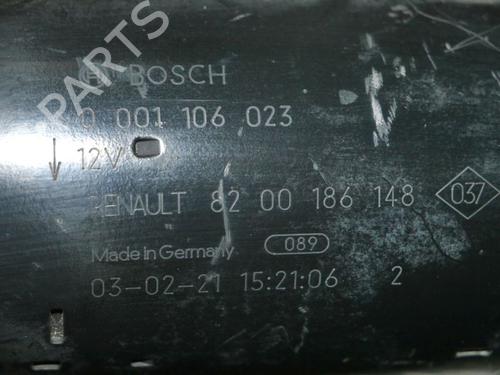 BPARTS
BOSCH
0 001 106 023
12V
RENAULT 82 00 186 148
037
Made in Germany
089
03-02-21 15:21:06 2